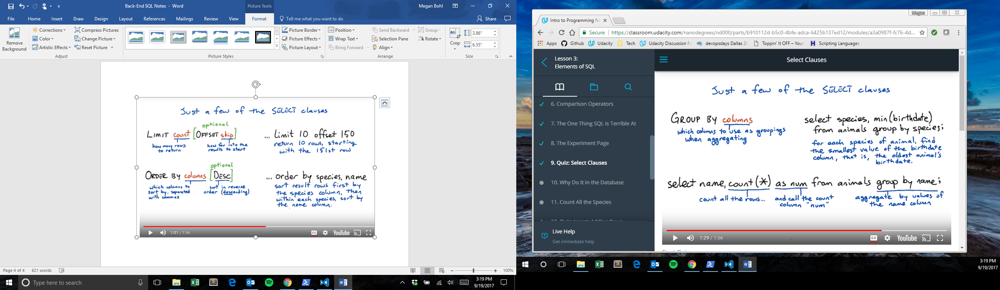 Back-End SQL Notes - Word
Picture Tools
Megan Bohl
File Home Insert Draw Design Layout References Mailings Review View Format Tell me what you want to do Share
Remove Background
Corrections
Color
Artistic Effects
Compress Pictures
Change Picture
Reset Picture
Adjust
Picture Styles
Picture Border
Picture Effects
Picture Layout
Position
Wrap Text
Bring Forward
Send Backward
Selection Pane
Align
Group
Rotate
Arrange
Crop
3.86"
6.55"
Size
Just a few of the SELECT clauses
optional
LIMIT count [OFFSET skip]
how many rows
to return
how far into the
results to start
... limit 10 offset 150
return 10 rows, starting
with the 151st row
optional
ORDER BY columns [DESC]
which columns to
sort by, separated
with commas
sort in reverse
order (descending)
... order by species, name
sort result rows first by
the species column, then
within each species, sort by
the name column.
1:01 / 1:56
CC
YouTube
Page 4 of 4 621 words
100%
Type here to search
3:19 PM
9/19/2017
Megan
Intro to Programming Na
Secure
https://classroom.udacity.com/nanodegrees/nd000/parts/b910112d-b5c0-4bfe-adca-6425b137ed12/modules/a3a0987f-fc76-4d...
Apps Github Udacity Tech Udacity Discussion Fo devopsdays Dallas 20 Toppin' It OFF – Your Scripting Languages
Lesson 3:
Elements of SQL
6. Comparison Operators
7. The One Thing SQL is Terrible At
8. The Experiment Page
9. Quiz: Select Clauses
10. Why Do It in the Database
11. Count All the Species
12. Quiz: Insert: Adding Rows
Live Help
Get immediate help
Select Clauses
Just a few of the SELECT clauses
GROUP BY columns
which columns to use as groupings
when aggregating
select species, min(birthdate)
from animals group by species;
for each species of animal, find
the smallest value of the birthdate
column, that is, the oldest animal's
birthdate.
select name, count(*) as num from animals group by name;
count all the rows...
and call the count
column "num"
aggregate by values of
the name column
1:29 / 1:56
CC
YouTube
3:19 PM
9/19/2017